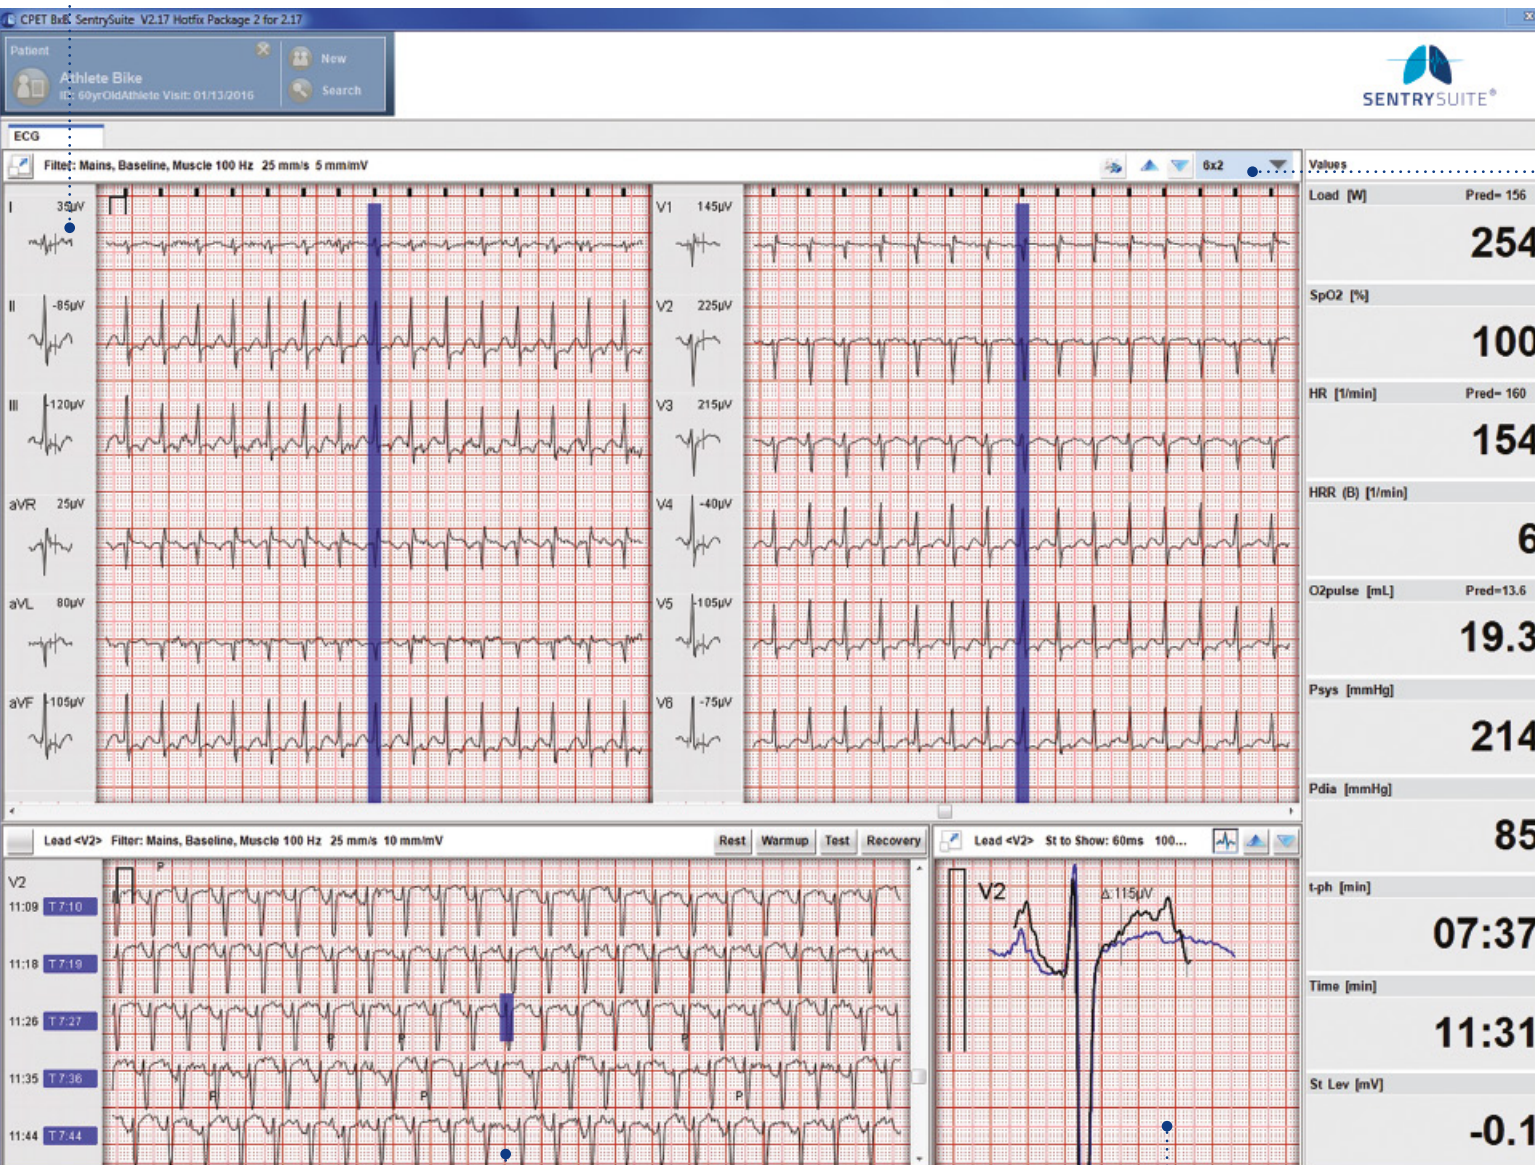 CPET BxB. SentrySuite V2.17 Hotfix Package 2 for 2.17
Patient
Athlete Bike
ID: 60yrOldAthlete Visit: 01/13/2016
New
Search
SENTRYSUITE®
ECG
Filter: Mains, Baseline, Muscle 100 Hz 25 mm/s 5 mm/mV
6x2
I 35µV
II -85µV
III -120µV
aVR 25µV
aVL 80µV
aVF -105µV
V1 145µV
V2 225µV
V3 215µV
V4 -40µV
V5 -105µV
V6 -75µV
Values
Load [W] Pred= 156
254
SpO2 [%]
100
HR [1/min] Pred= 160
154
HRR (B) [1/min]
6
O2pulse [mL] Pred=13.6
19.3
Psys [mmHg]
214
Pdia [mmHg]
85
t-ph [min]
07:37
Time [min]
11:31
St Lev [mV]
-0.1
Lead <V2> Filter: Mains, Baseline, Muscle 100 Hz 25 mm/s 10 mm/mV
Rest Warmup Test Recovery
V2
P
11:09 T 7:10
11:18 T 7:19
11:26 T 7:27
P P P
11:35 T 7:36
P P P
11:44 T 7:44
Lead <V2> St to Show: 60ms 100...
V2
Δ:115µV